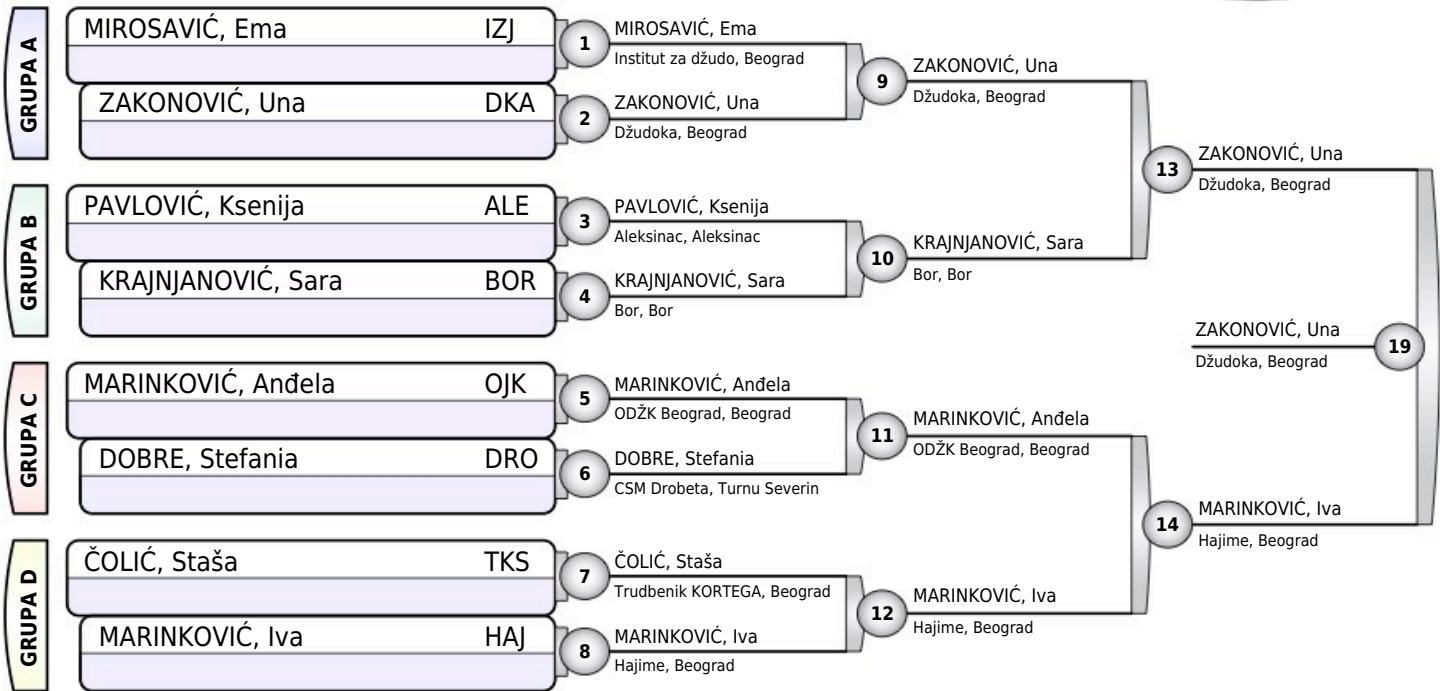 GRUPA A
MIROSAVIĆ, Ema IZJ
ZAKONOVIĆ, Una DKA
GRUPA B
PAVLOVIĆ, Ksenija ALE
KRAJNJANOVIĆ, Sara BOR
GRUPA C
MARINKOVIĆ, Anđela OJK
DOBRE, Stefania DRO
GRUPA D
ČOLIĆ, Staša TKS
MARINKOVIĆ, Iva HAJ
1
MIROSAVIĆ, Ema
Institut za džudo, Beograd
2
ZAKONOVIĆ, Una
Džudoka, Beograd
3
PAVLOVIĆ, Ksenija
Aleksinac, Aleksinac
4
KRAJNJANOVIĆ, Sara
Bor, Bor
5
MARINKOVIĆ, Anđela
ODŽK Beograd, Beograd
6
DOBRE, Stefania
CSM Drobeta, Turnu Severin
7
ČOLIĆ, Staša
Trudbenik KORTEGA, Beograd
8
MARINKOVIĆ, Iva
Hajime, Beograd
9
ZAKONOVIĆ, Una
Džudoka, Beograd
10
KRAJNJANOVIĆ, Sara
Bor, Bor
11
MARINKOVIĆ, Anđela
ODŽK Beograd, Beograd
12
MARINKOVIĆ, Iva
Hajime, Beograd
13
ZAKONOVIĆ, Una
Džudoka, Beograd
14
MARINKOVIĆ, Iva
Hajime, Beograd
ZAKONOVIĆ, Una
Džudoka, Beograd
19